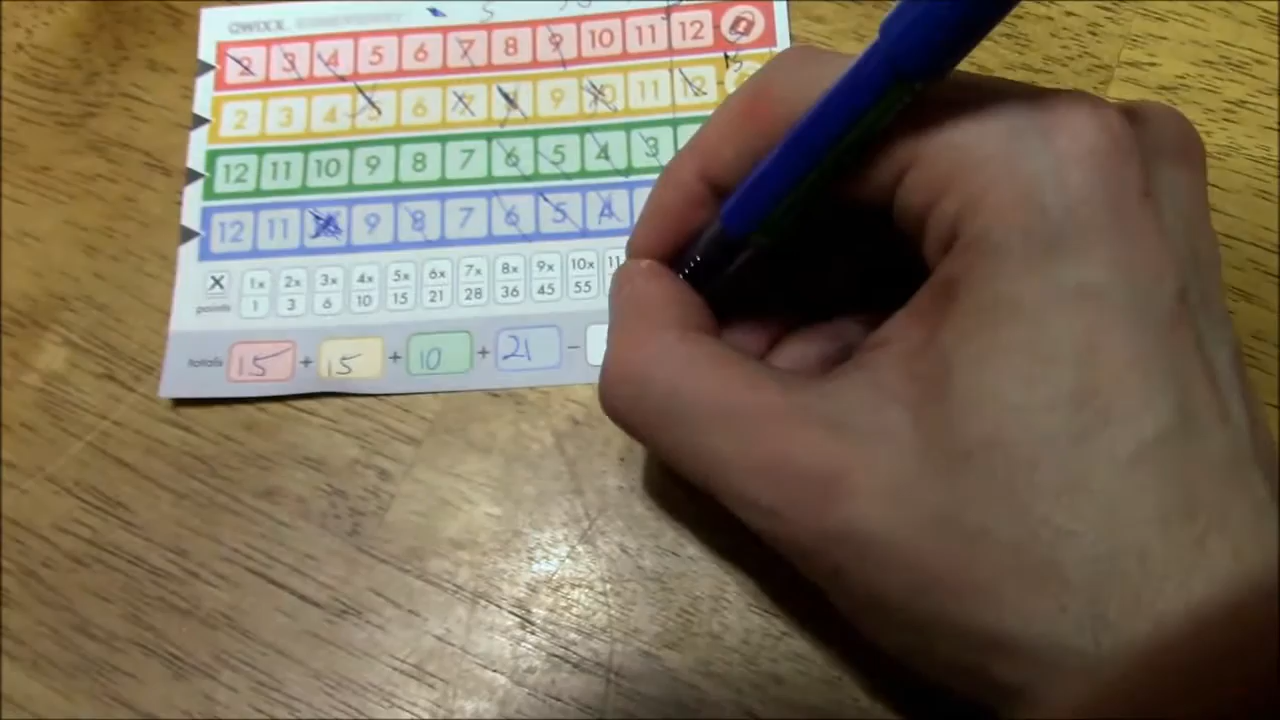 QWIXX
2 3 4 5 6 7 8 9 10 11 12
2 3 4 5 6 7 8 9 10 11 12
12 11 10 9 8 7 6 5 4 3
12 11 10 9 8 7 6 5 4
X 1x 2x 3x 4x 5x 6x 7x 8x 9x 10x 11
points 1 3 6 10 15 21 28 36 45 55
totals 15 + 15 + 10 + 21 −